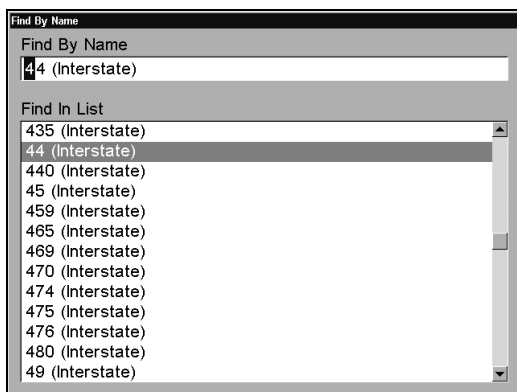 Find By Name
Find By Name
44 (Interstate)
Find In List
435 (Interstate)
44 (Interstate)
440 (Interstate)
45 (Interstate)
459 (Interstate)
465 (Interstate)
469 (Interstate)
470 (Interstate)
474 (Interstate)
475 (Interstate)
476 (Interstate)
480 (Interstate)
49 (Interstate)